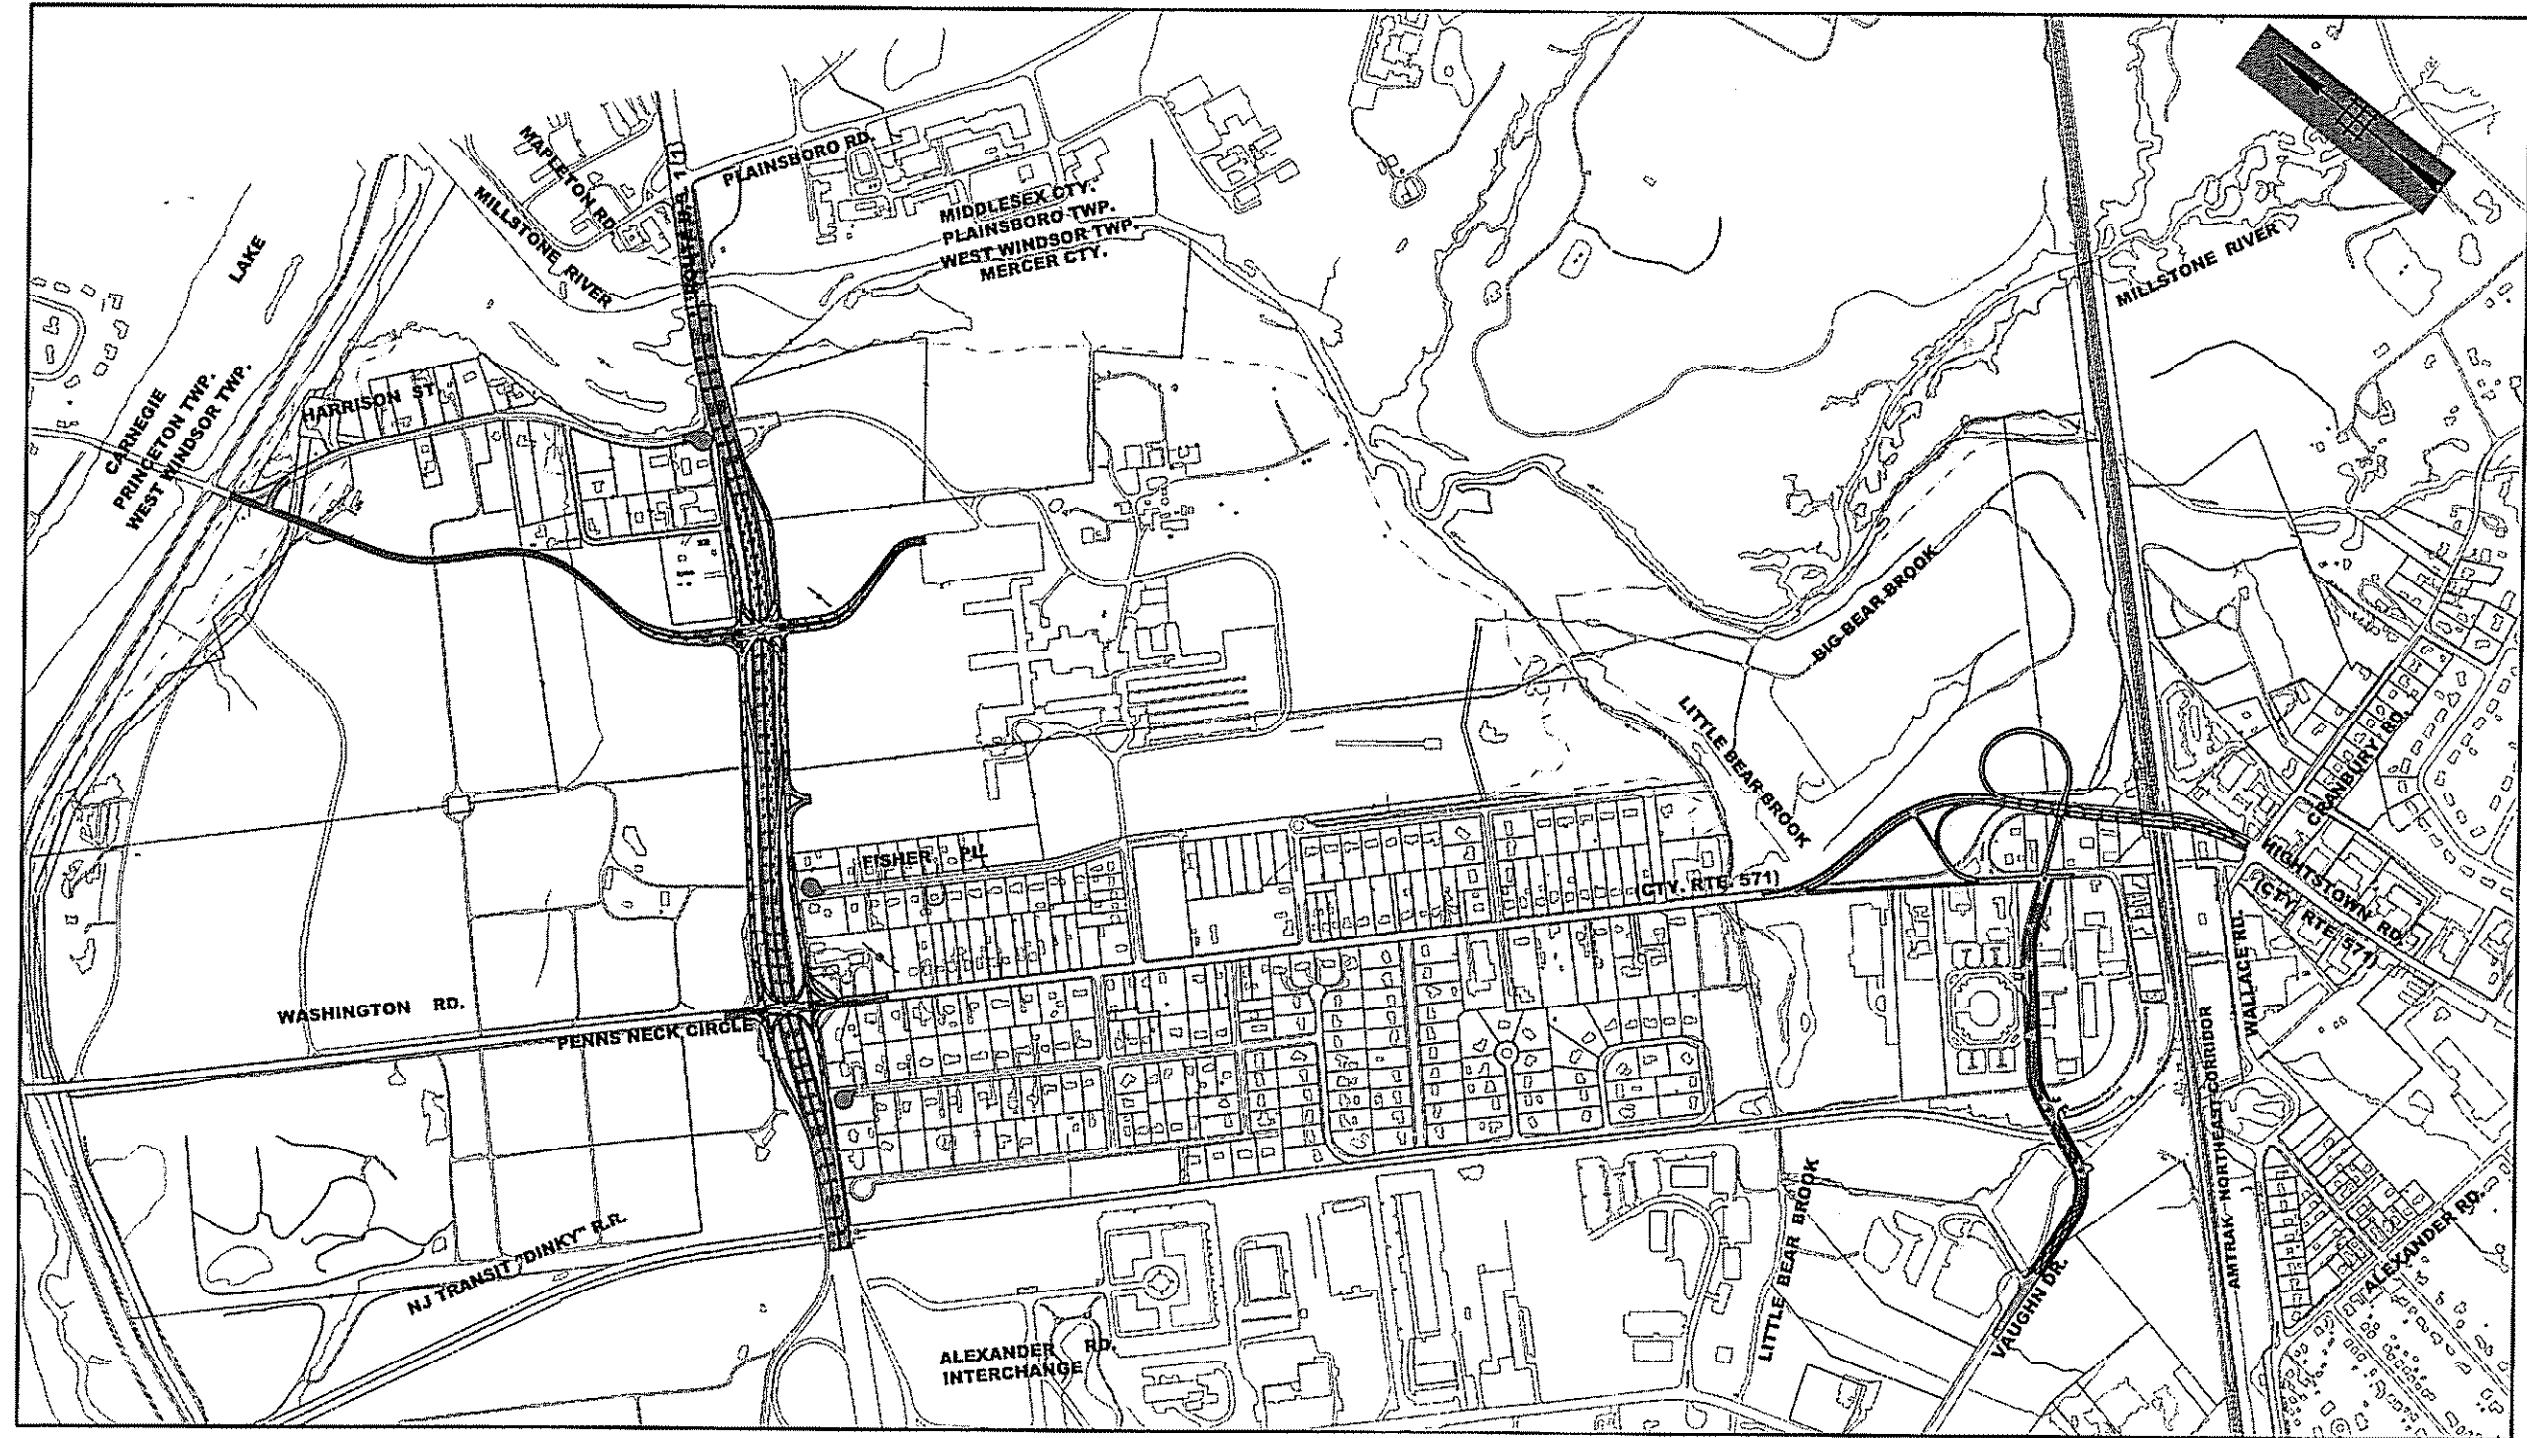 MAPLETON RD.
PLAINSBORO RD.
ROUTE U.S. 1
MILLSTONE RIVER
MIDDLESEX CTY.
PLAINSBORO TWP.
WEST WINDSOR TWP.
MERCER CTY.
MILLSTONE RIVER
LAKE
CARNEGIE
PRINCETON TWP.
WEST WINDSOR TWP.
HARRISON ST.
BIG BEAR BROOK
LITTLE BEAR BROOK
CRANBURY RD.
FISHER PL.
(CTY. RTE. 571)
HIGHTSTOWN RD.
(CTY. RTE. 571)
WALLACE RD.
WASHINGTON RD.
PENNS NECK CIRCLE
AMTRAK NORTHEAST CORRIDOR
NJ TRANSIT "DINKY" R.R.
LITTLE BEAR BROOK
VAUGHN DR.
ALEXANDER RD.
ALEXANDER RD.
INTERCHANGE